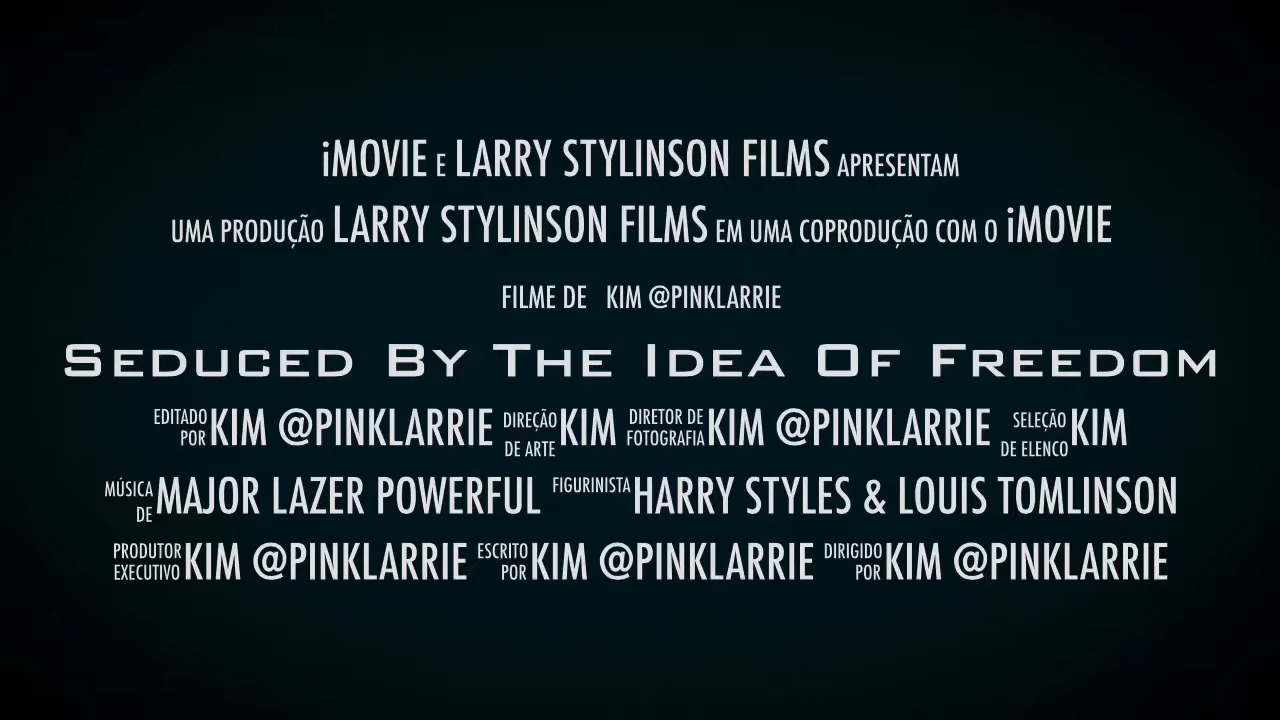 iMOVIE E LARRY STYLINSON FILMS APRESENTAM
UMA PRODUÇÃO LARRY STYLINSON FILMS EM UMA COPRODUÇÃO COM O iMOVIE
FILME DE KIM @PINKLARRIE
SEDUCED BY THE IDEA OF FREEDOM
EDITADO POR KIM @PINKLARRIE DIREÇÃO DE ARTE KIM DIRETOR DE FOTOGRAFIA KIM @PINKLARRIE SELEÇÃO DE ELENCO KIM
MÚSICA DE MAJOR LAZER POWERFUL FIGURINISTA HARRY STYLES & LOUIS TOMLINSON
PRODUTOR EXECUTIVO KIM @PINKLARRIE ESCRITO POR KIM @PINKLARRIE DIRIGIDO POR KIM @PINKLARRIE